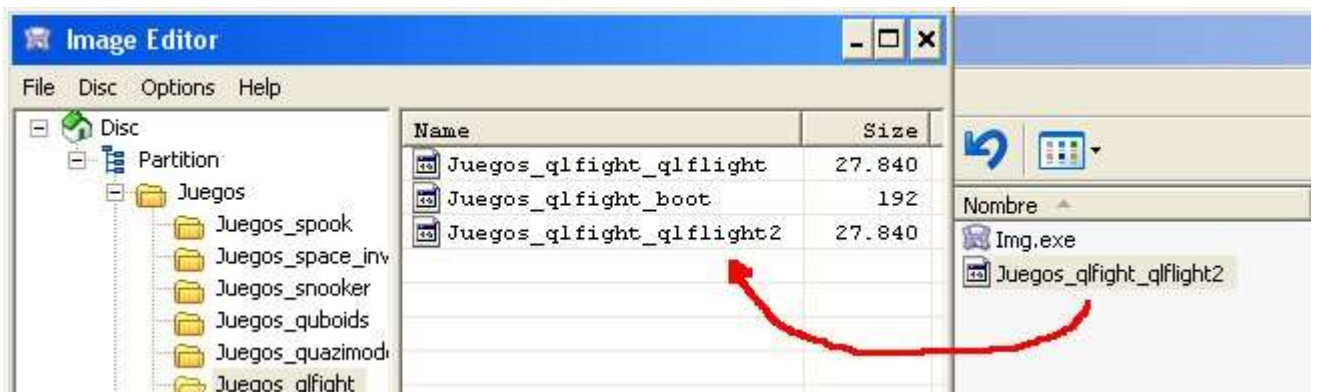 Image Editor
File Disc Options Help
Disc
Partition
Juegos
Juegos_spook
Juegos_space_inv
Juegos_snooker
Juegos_quboids
Juegos_quazimod
Juegos_qlfight
Name Size
Juegos_qlfight_qlflight 27.840
Juegos_qlfight_boot 192
Juegos_qlfight_qlflight2 27.840
Nombre
Img.exe
Juegos_qlfight_qlflight2